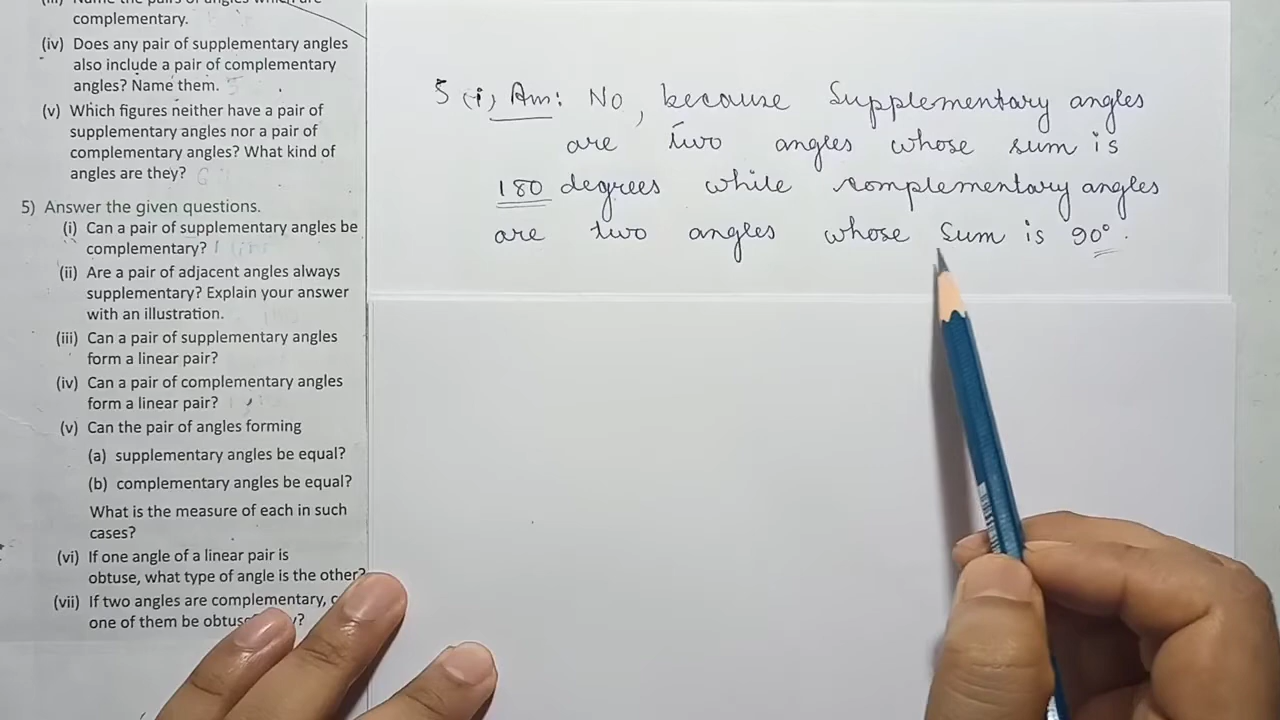 complementary.
(iv) Does any pair of supplementary angles
also include a pair of complementary
angles? Name them.
(v) Which figures neither have a pair of
supplementary angles nor a pair of
complementary angles? What kind of
angles are they?
5) Answer the given questions.
(i) Can a pair of supplementary angles be
complementary?
(ii) Are a pair of adjacent angles always
supplementary? Explain your answer
with an illustration.
(iii) Can a pair of supplementary angles
form a linear pair?
(iv) Can a pair of complementary angles
form a linear pair?
(v) Can the pair of angles forming
(a) supplementary angles be equal?
(b) complementary angles be equal?
What is the measure of each in such
cases?
(vi) If one angle of a linear pair is
obtuse, what type of angle is the other?
(vii) If two angles are complementary,
one of them be
5 (i) Ans: No, because Supplementary angles
are two angles whose sum is
180 degrees while complementary angles
are two angles whose Sum is 90°.